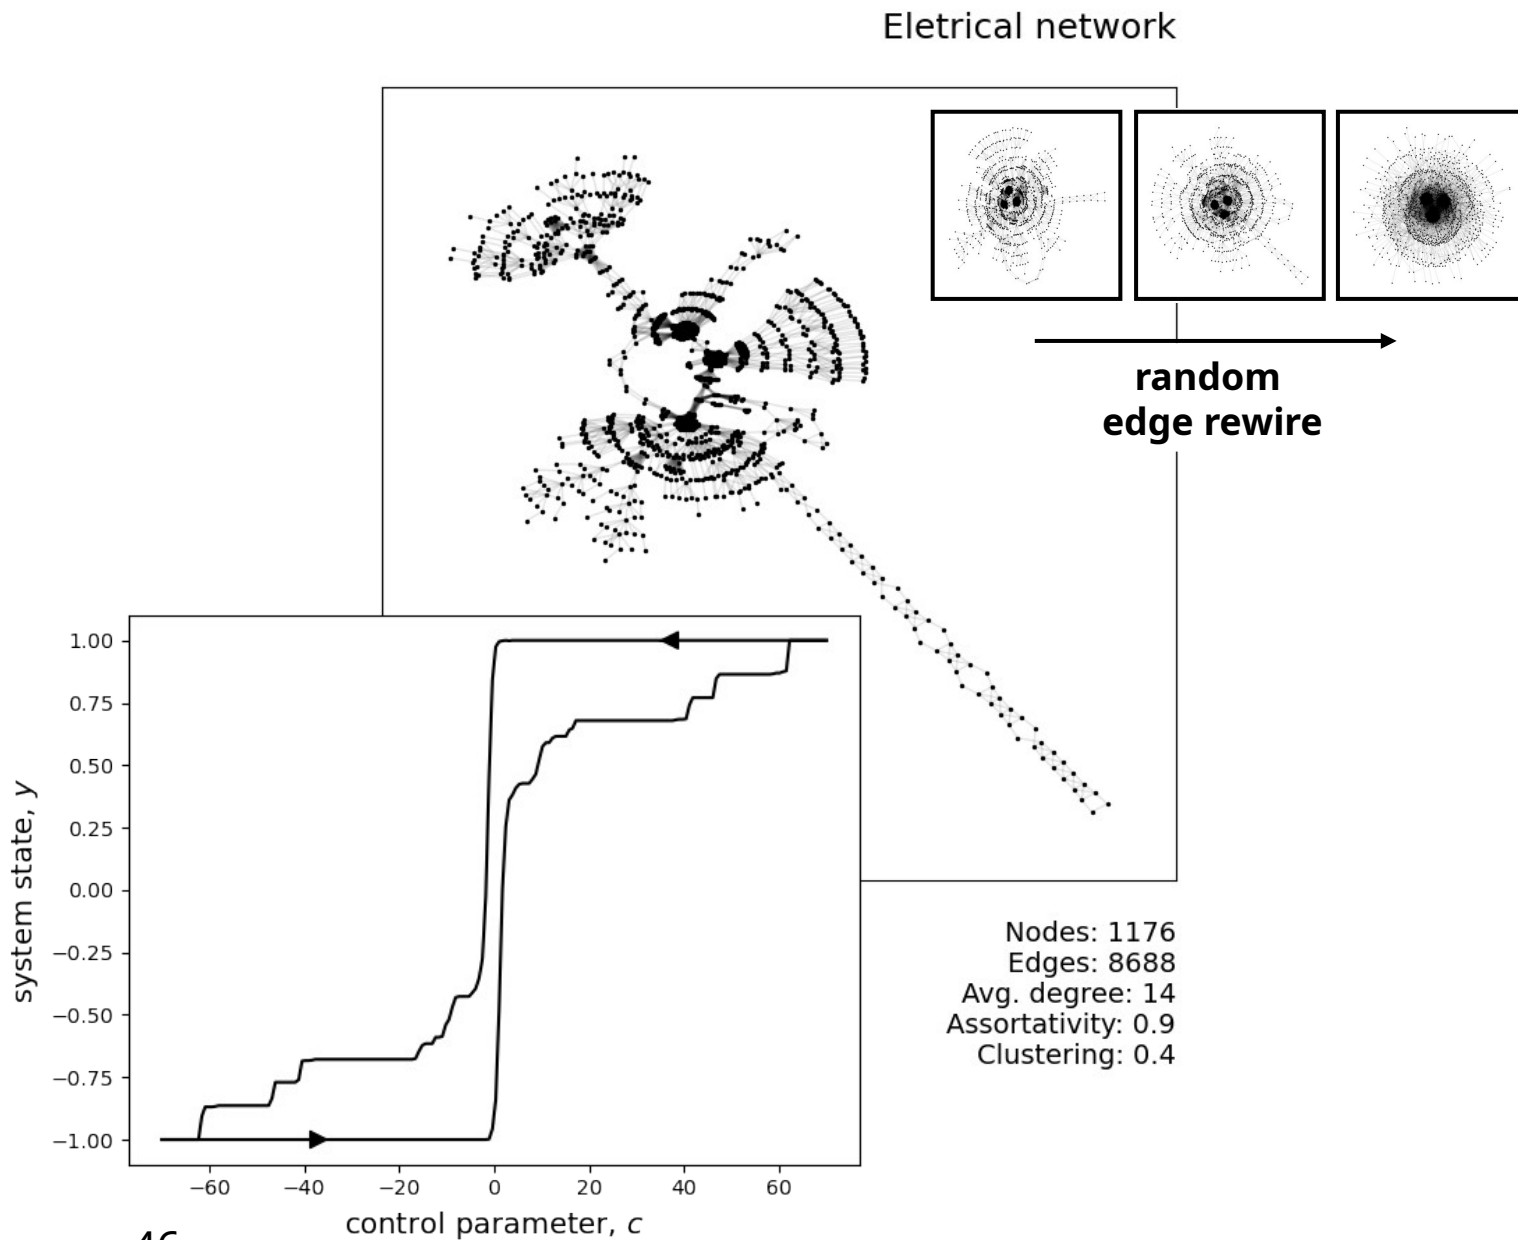 Eletrical network
random
edge rewire
1.00
0.75
0.50
0.25
0.00
−0.25
−0.50
−0.75
−1.00
system state, y
−60 −40 −20 0 20 40 60
control parameter, c
Nodes: 1176
Edges: 8688
Avg. degree: 14
Assortativity: 0.9
Clustering: 0.4